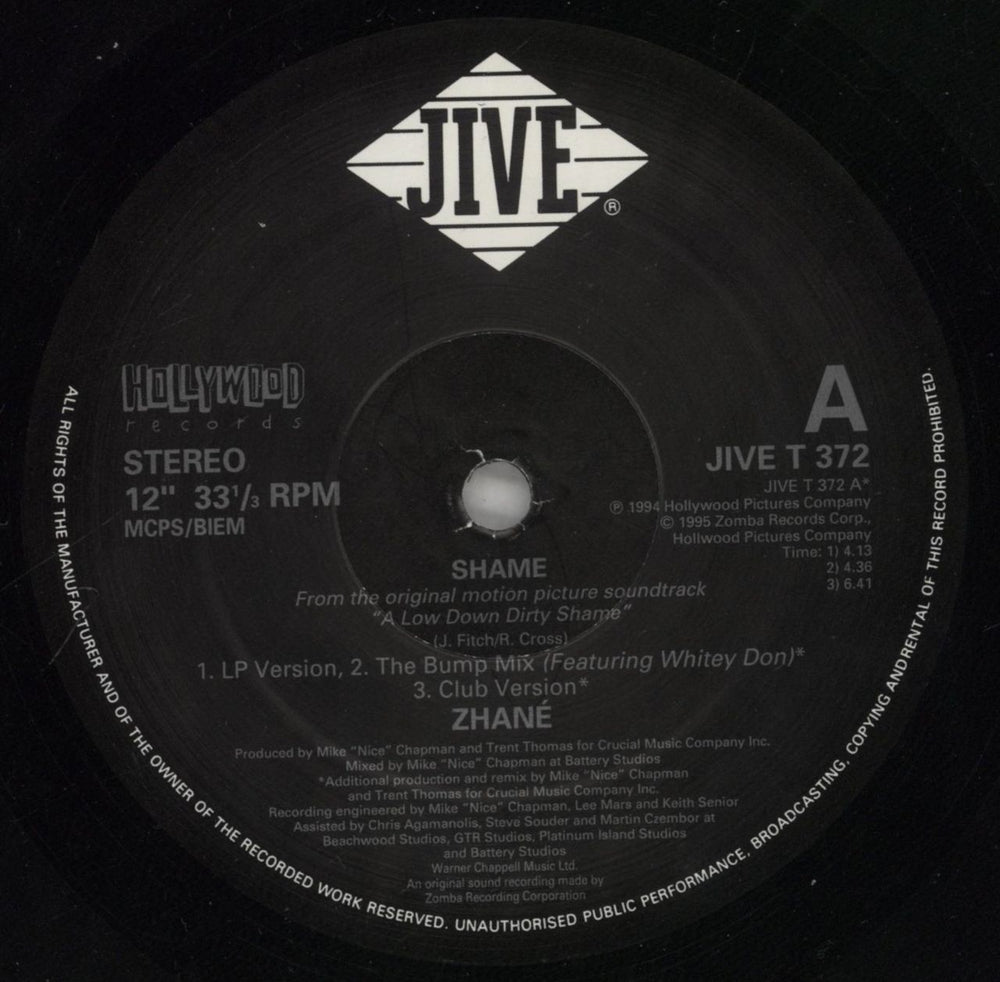 JIVE
®
HOLLYWOOD
records
STEREO
12" 33¹/₃ RPM
MCPS/BIEM
A
JIVE T 372
JIVE T 372 A*
℗ 1994 Hollywood Pictures Company
© 1995 Zomba Records Corp.,
Hollwood Pictures Company
Time: 1) 4.13
2) 4.36
3) 6.41
SHAME
From the original motion picture soundtrack
"A Low Down Dirty Shame"
(J. Fitch/R. Cross)
1. LP Version, 2. The Bump Mix (Featuring Whitey Don)*
3. Club Version*
ZHANÉ
Produced by Mike "Nice" Chapman and Trent Thomas for Crucial Music Company Inc.
Mixed by Mike "Nice" Chapman at Battery Studios
*Additional production and remix by Mike "Nice" Chapman
and Trent Thomas for Crucial Music Company Inc.
Recording engineered by Mike "Nice" Chapman, Lee Mars and Keith Senior
Assisted by Chris Agamanolis, Steve Souder and Martin Czembor at
Beachwood Studios, GTR Studios, Platinum Island Studios
and Battery Studios
Warner Chappell Music Ltd.
An original sound recording made by
Zomba Recording Corporation
ALL RIGHTS OF THE MANUFACTURER AND OF THE OWNER OF THE RECORDED WORK RESERVED. UNAUTHORISED PUBLIC PERFORMANCE, BROADCASTING, COPYING AND RENTAL OF THIS RECORD PROHIBITED.